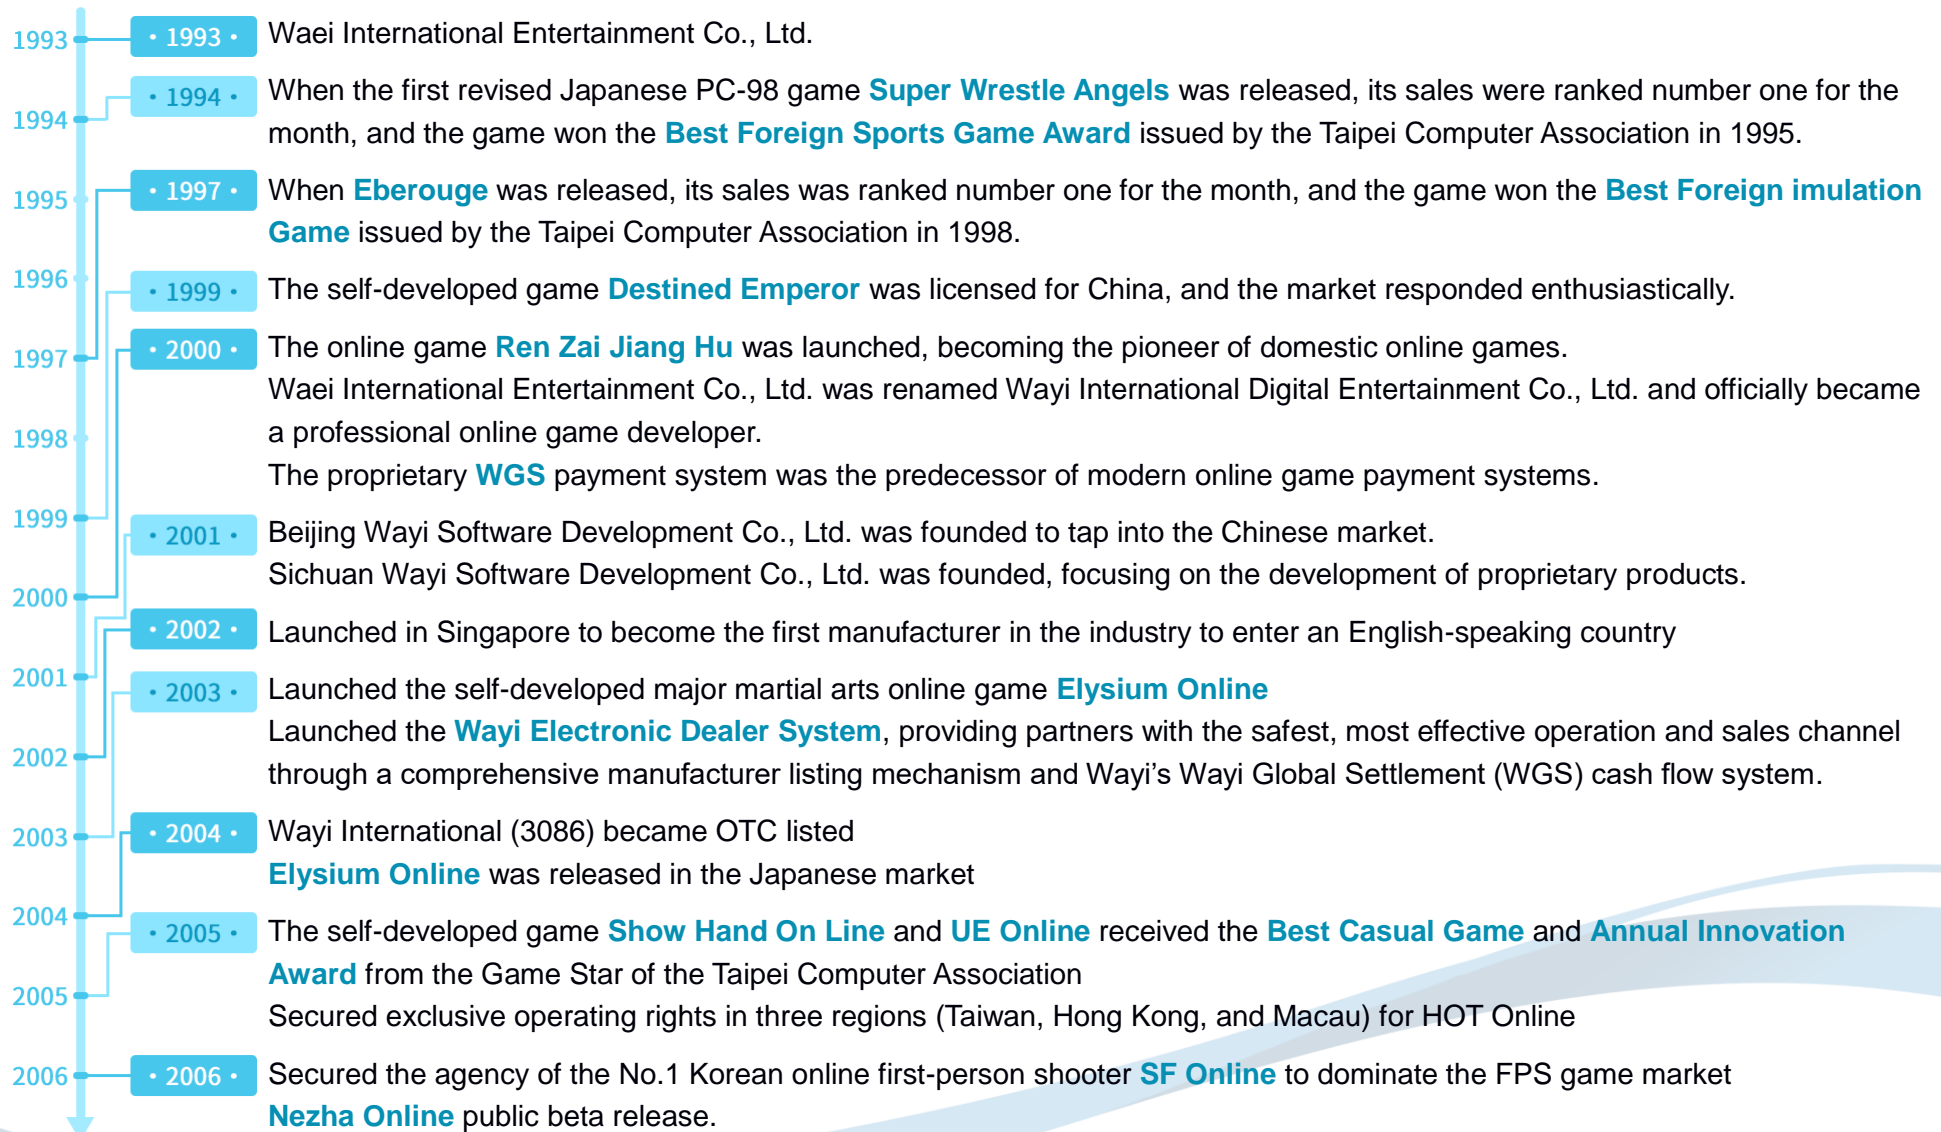 1993 • 1993 • Waei International Entertainment Co., Ltd.
• 1994 • When the first revised Japanese PC-98 game Super Wrestle Angels was released, its sales were ranked number one for the
1994 month, and the game won the Best Foreign Sports Game Award issued by the Taipei Computer Association in 1995.
1995 • 1997 • When Eberouge was released, its sales was ranked number one for the month, and the game won the Best Foreign imulation
Game issued by the Taipei Computer Association in 1998.
1996 • 1999 • The self-developed game Destined Emperor was licensed for China, and the market responded enthusiastically.
1997 • 2000 • The online game Ren Zai Jiang Hu was launched, becoming the pioneer of domestic online games.
Waei International Entertainment Co., Ltd. was renamed Wayi International Digital Entertainment Co., Ltd. and officially became
1998 a professional online game developer.
The proprietary WGS payment system was the predecessor of modern online game payment systems.
1999 • 2001 • Beijing Wayi Software Development Co., Ltd. was founded to tap into the Chinese market.
2000 Sichuan Wayi Software Development Co., Ltd. was founded, focusing on the development of proprietary products.
• 2002 • Launched in Singapore to become the first manufacturer in the industry to enter an English-speaking country
2001 • 2003 • Launched the self-developed major martial arts online game Elysium Online
2002 Launched the Wayi Electronic Dealer System, providing partners with the safest, most effective operation and sales channel
through a comprehensive manufacturer listing mechanism and Wayi’s Wayi Global Settlement (WGS) cash flow system.
2003 • 2004 • Wayi International (3086) became OTC listed
Elysium Online was released in the Japanese market
2004 • 2005 • The self-developed game Show Hand On Line and UE Online received the Best Casual Game and Annual Innovation
Award from the Game Star of the Taipei Computer Association
2005 Secured exclusive operating rights in three regions (Taiwan, Hong Kong, and Macau) for HOT Online
2006 • 2006 • Secured the agency of the No.1 Korean online first-person shooter SF Online to dominate the FPS game market
Nezha Online public beta release.